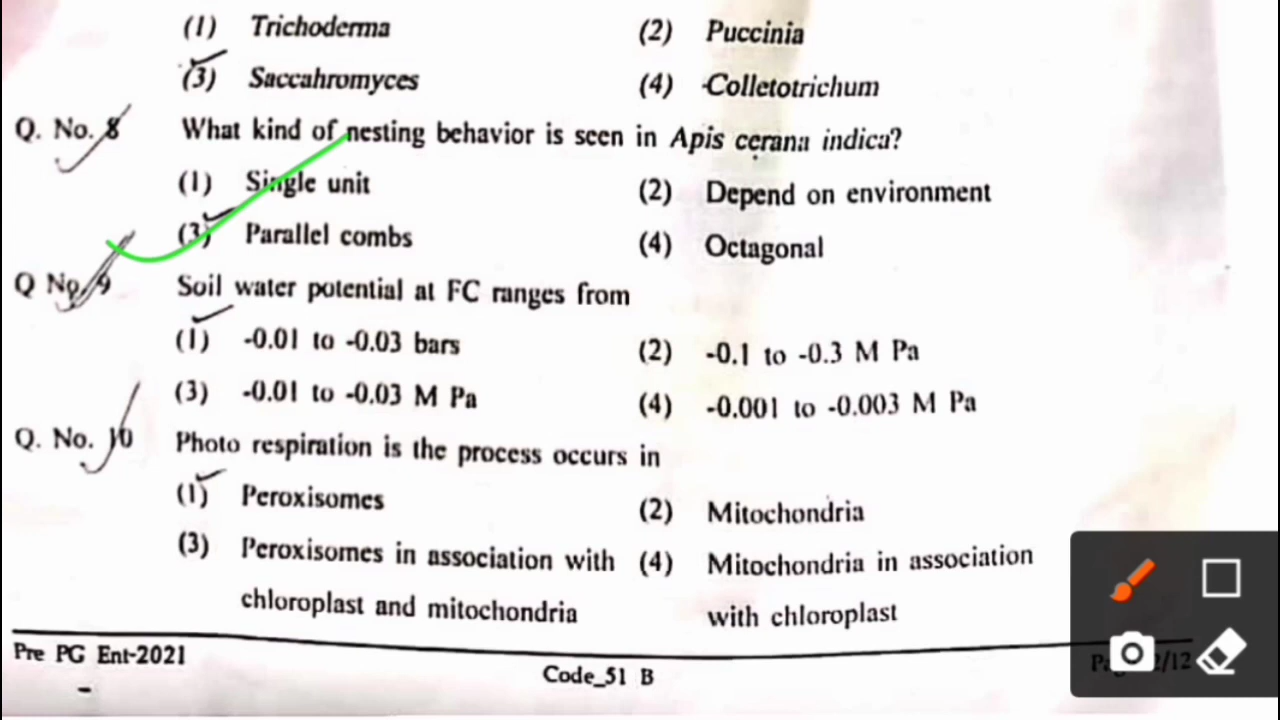 (1) Trichoderma (2) Puccinia
(3) Saccahromyces (4) Colletotrichum
Q. No. 8 What kind of nesting behavior is seen in Apis cerana indica?
(1) Single unit (2) Depend on environment
(3) Parallel combs (4) Octagonal
Q No. 9 Soil water potential at FC ranges from
(1) -0.01 to -0.03 bars (2) -0.1 to -0.3 M Pa
(3) -0.01 to -0.03 M Pa (4) -0.001 to -0.003 M Pa
Q. No. 10 Photo respiration is the process occurs in
(1) Peroxisomes (2) Mitochondria
(3) Peroxisomes in association with (4) Mitochondria in association
chloroplast and mitochondria with chloroplast
Pre PG Ent-2021 Code_51 B 2/12